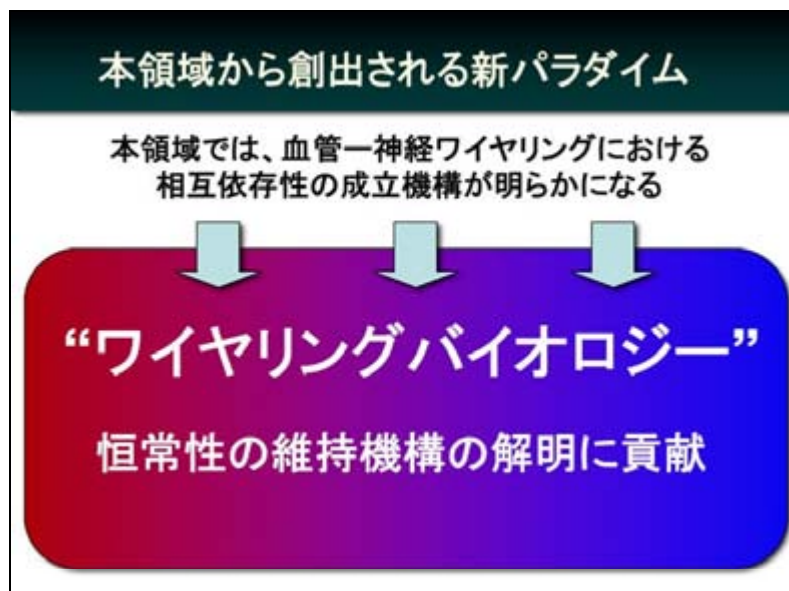 本領域から創出される新パラダイム
本領域では、血管ー神経ワイヤリングにおける
相互依存性の成立機構が明らかになる
“ワイヤリングバイオロジー”
恒常性の維持機構の解明に貢献